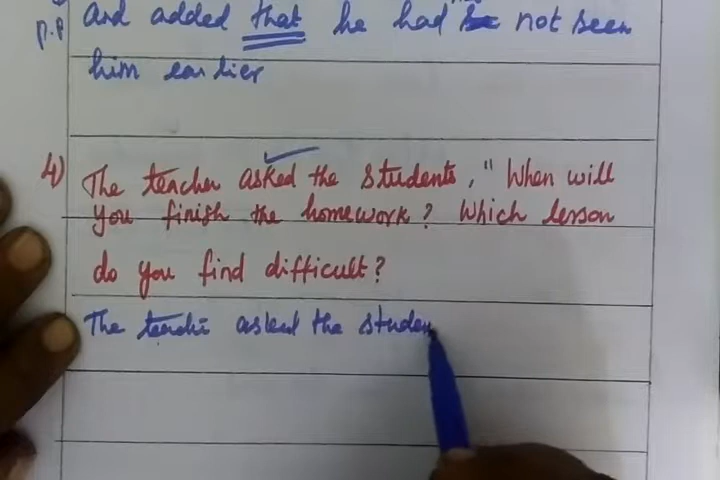 P.P And added that he had not seen
him earlier
4) The teacher asked the students, " When will
you finish the homework? Which lesson
do you find difficult?
The teache asked the studen